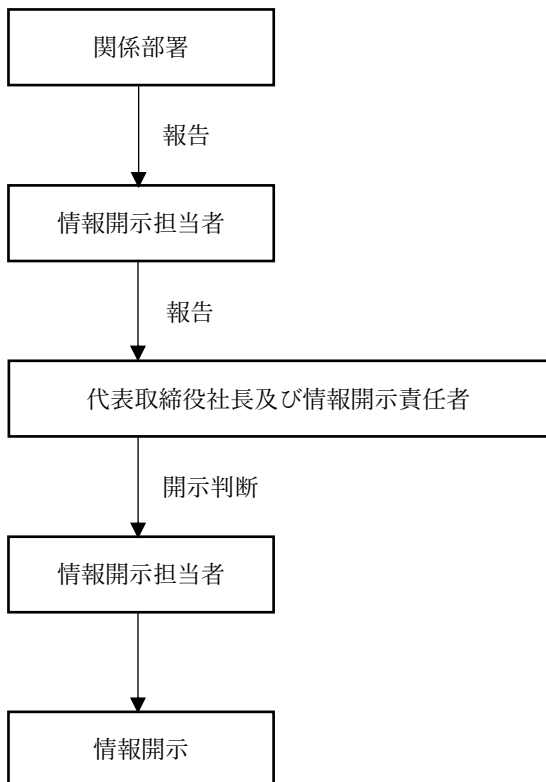 関係部署
報告
情報開示担当者
報告
代表取締役社長及び情報開示責任者
開示判断
情報開示担当者
情報開示